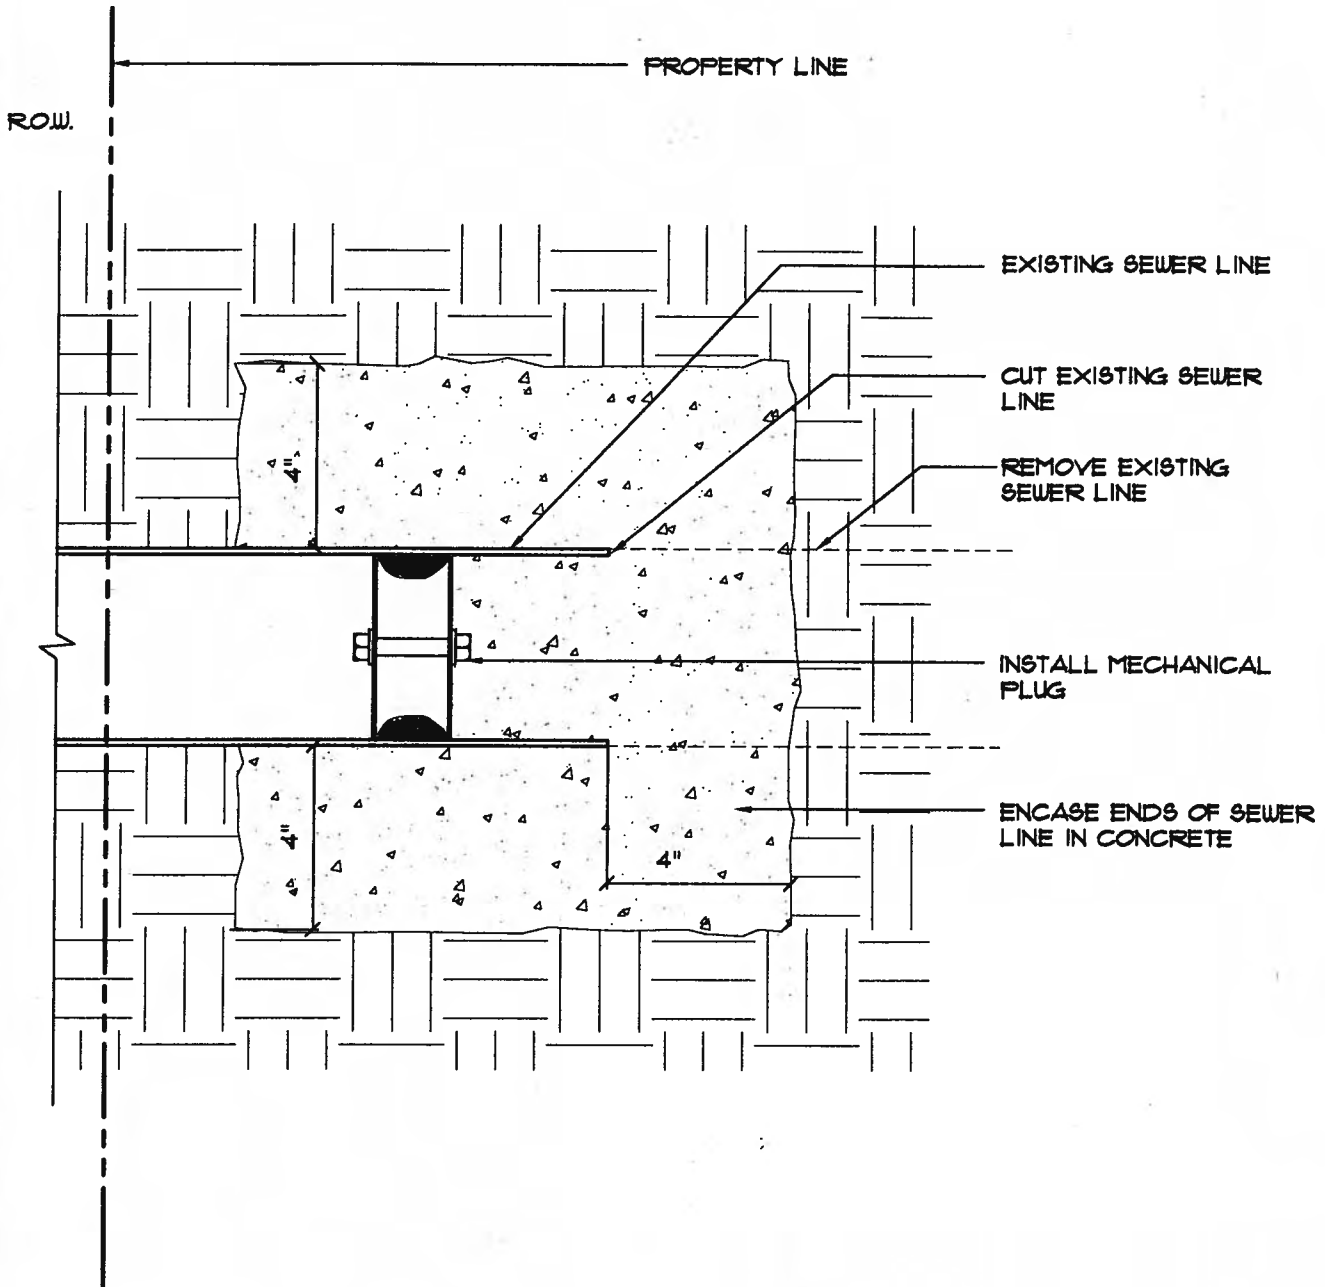 PROPERTY LINE
R.O.W.
EXISTING SEWER LINE
CUT EXISTING SEWER
LINE
4"
REMOVE EXISTING
SEWER LINE
INSTALL MECHANICAL
PLUG
ENCASE ENDS OF SEWER
LINE IN CONCRETE
4"
4"